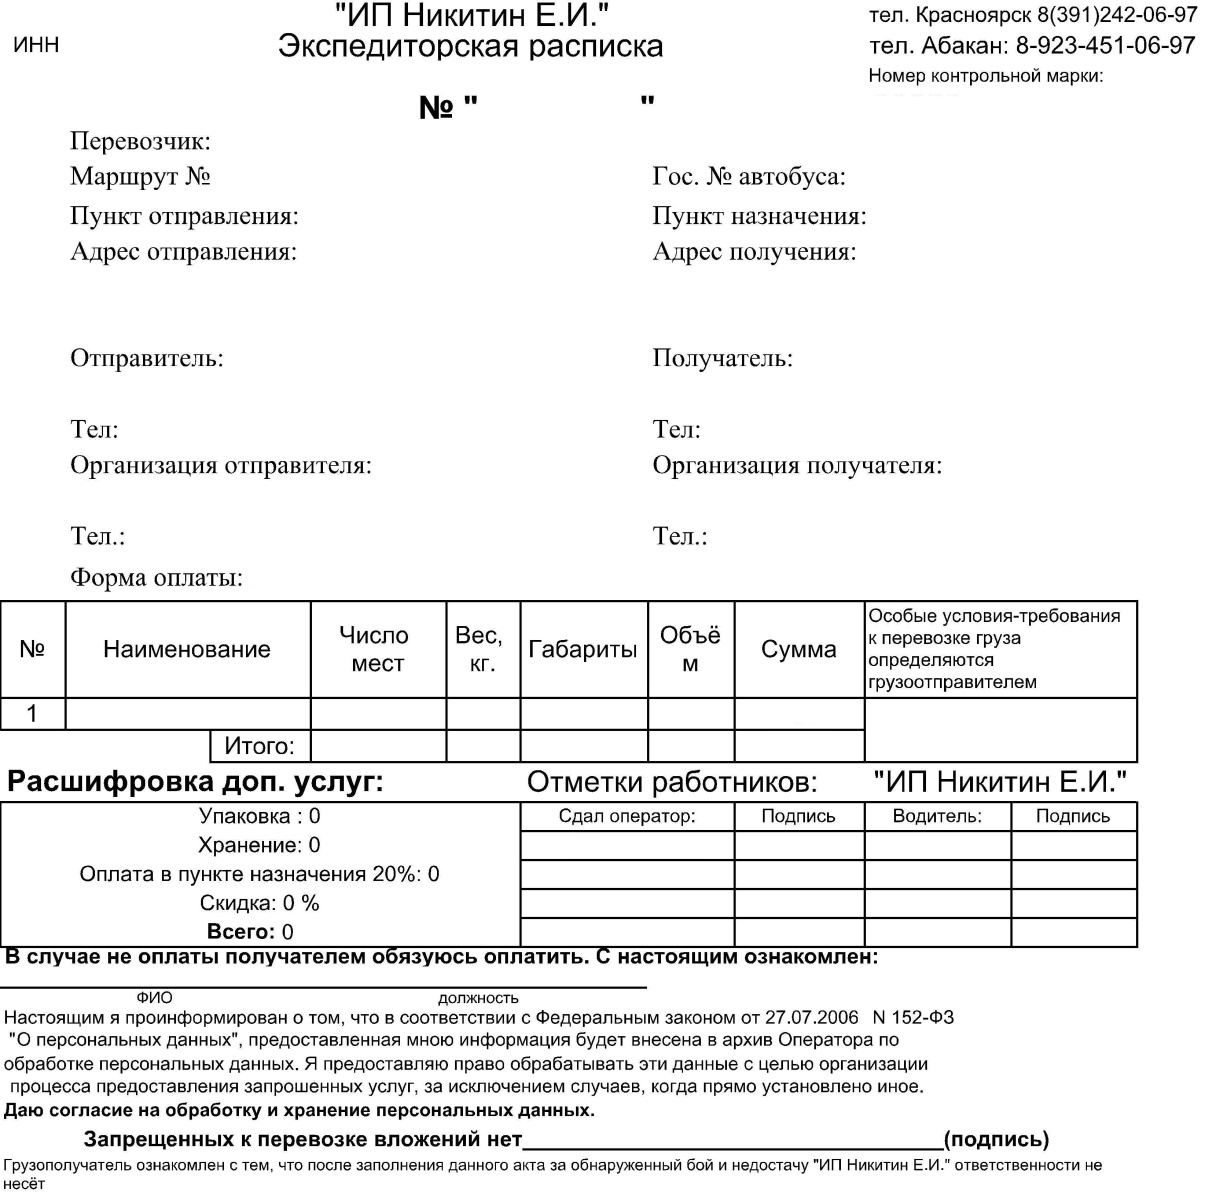 "ИП Никитин Е.И."
тел. Красноярск 8(391)242-06-97
ИНН
Экспедиторская расписка
тел. Абакан: 8-923-451-06-97
Номер контрольной марки:
№ " "
Перевозчик:
Маршрут № Гос. № автобуса:
Пункт отправления: Пункт назначения:
Адрес отправления: Адрес получения:
Отправитель: Получатель:
Тел: Тел:
Организация отправителя: Организация получателя:
Тел.: Тел.:
Форма оплаты:
№ Наименование Число мест Вес, кг. Габариты Объём Сумма
Особые условия-требования
к перевозке груза
определяются
грузоотправителем
1
Итого:
Расшифровка доп. услуг: Отметки работников: "ИП Никитин Е.И."
Упаковка : 0 Сдал оператор: Подпись Водитель: Подпись
Хранение: 0
Оплата в пункте назначения 20%: 0
Скидка: 0 %
Всего: 0
В случае не оплаты получателем обязуюсь оплатить. С настоящим ознакомлен:
ФИО должность
Настоящим я проинформирован о том, что в соответствии с Федеральным законом от 27.07.2006 N 152-ФЗ
"О персональных данных", предоставленная мною информация будет внесена в архив Оператора по
обработке персональных данных. Я предоставляю право обрабатывать эти данные с целью организации
процесса предоставления запрошенных услуг, за исключением случаев, когда прямо установлено иное.
Даю согласие на обработку и хранение персональных данных.
Запрещенных к перевозке вложений нет (подпись)
Грузополучатель ознакомлен с тем, что после заполнения данного акта за обнаруженный бой и недостачу "ИП Никитин Е.И." ответственности не
несёт